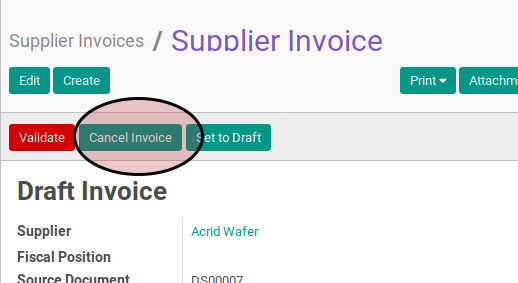 Supplier Invoices / Supplier Invoice
Edit Create Print Attachm
Validate Cancel Invoice Set to Draft
Draft Invoice
Supplier Acrid Wafer
Fiscal Position
Source Document DS00007